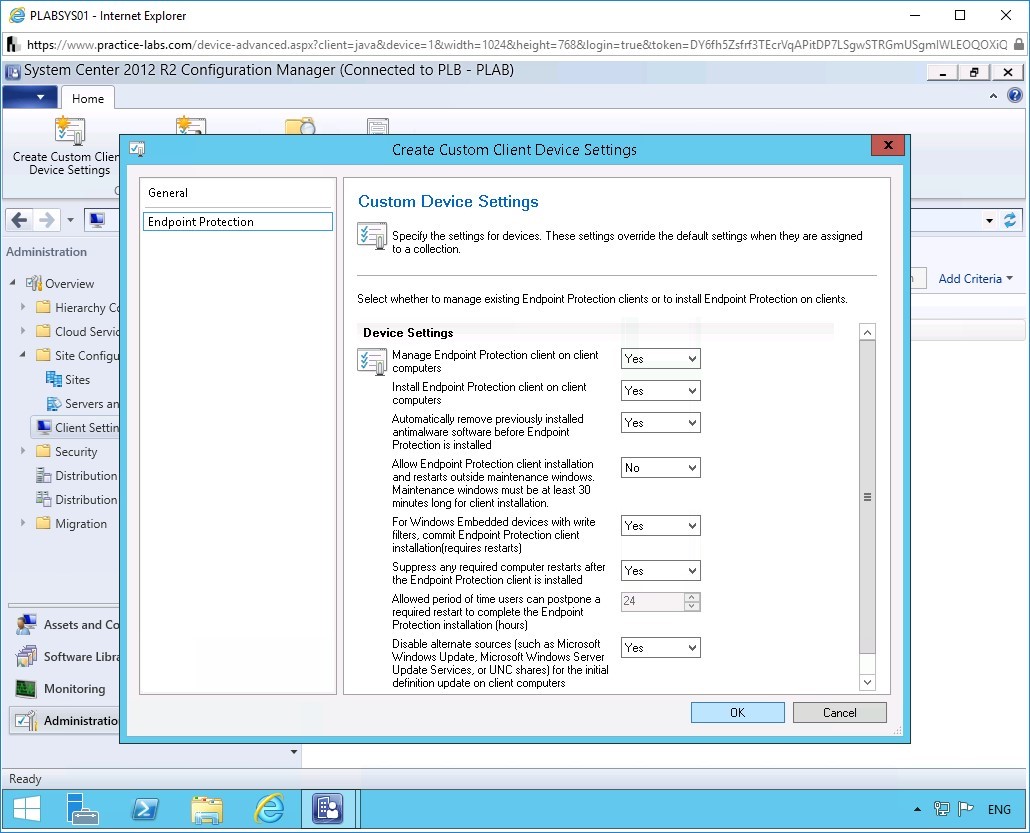 PLABSYS01 - Internet Explorer
https://www.practice-labs.com/device-advanced.aspx?client=java&device=1&width=1024&height=768&login=true&token=
System Center 2012 R2 Configuration Manager (Connected to PLB - PLAB)
Home
Create Custom Clien
Device Settings
Create Custom Client Device Settings
General
Endpoint Protection
Custom Device Settings
Specify the settings for devices. These settings override the default settings when they are assigned
to a collection.
Select whether to manage existing Endpoint Protection clients or to install Endpoint Protection on clients.
Device Settings
Manage Endpoint Protection client on client
computers
Yes
Install Endpoint Protection client on client
computers
Yes
Automatically remove previously installed
antimalware software before Endpoint
Protection is installed
Yes
Allow Endpoint Protection client installation
and restarts outside maintenance windows.
Maintenance windows must be at least 30
minutes long for client installation.
No
For Windows Embedded devices with write
filters, commit Endpoint Protection client
installation(requires restarts)
Yes
Suppress any required computer restarts after
the Endpoint Protection client is installed
Yes
Allowed period of time users can postpone a
required restart to complete the Endpoint
Protection installation (hours)
24
Disable alternate sources (such as Microsoft
Windows Update, Microsoft Windows Server
Update Services, or UNC shares) for the initial
definition update on client computers
Yes
OK
Cancel
Add Criteria
Administration
Overview
Hierarchy Co
Cloud Servic
Site Configu
Sites
Servers an
Client Settin
Security
Distribution
Distribution
Migration
Assets and Co
Software Libra
Monitoring
Administratio
Ready
ENG